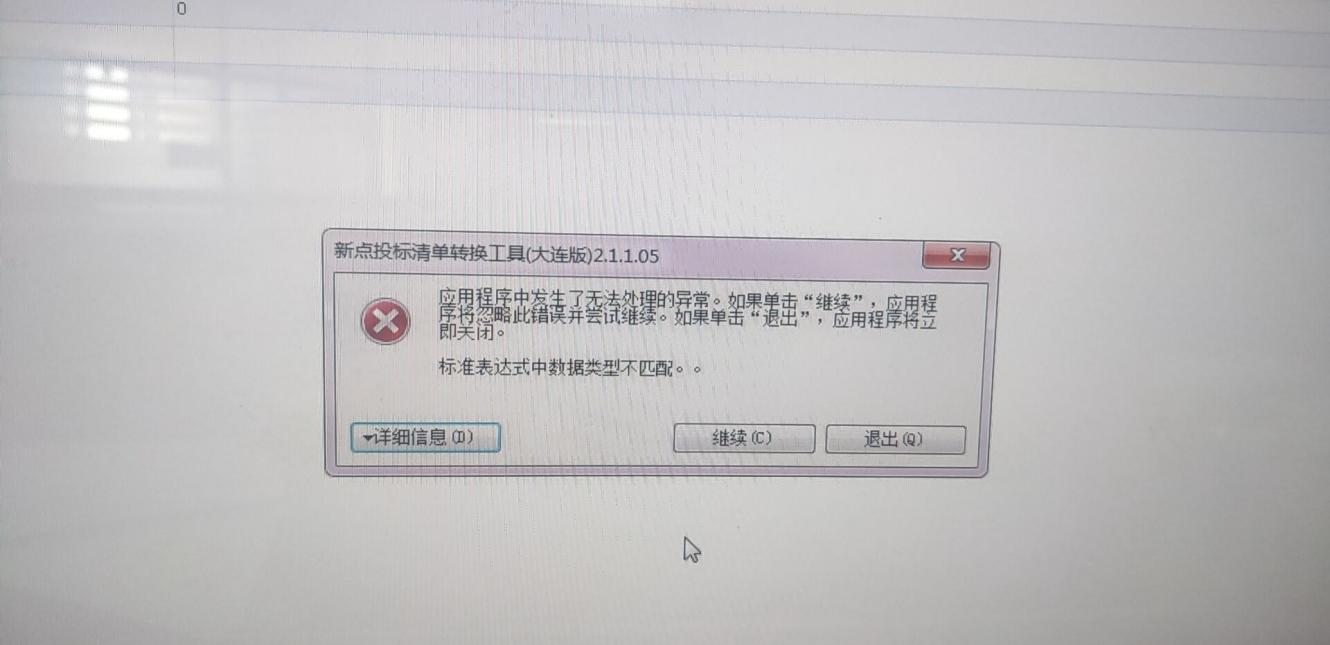 0
新点投标清单转换工具(大连版)2.1.1.05
应用程序中发生了无法处理的异常。如果单击“继续”，应用程
序将忽略此错误并尝试继续。如果单击“退出”，应用程序将立
即关闭。
标准表达式中数据类型不匹配。。
详细信息(D)
继续(C)
退出(Q)